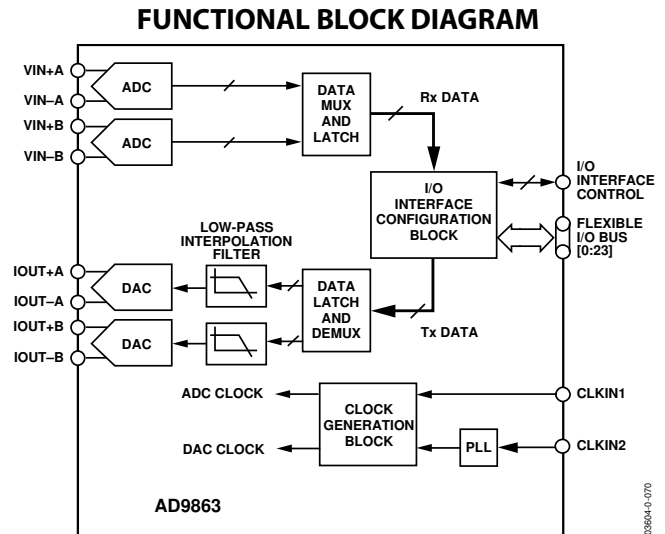 FUNCTIONAL BLOCK DIAGRAM
VIN+A
VIN–A
VIN+B
VIN–B
ADC
ADC
DATA
MUX
AND
LATCH
Rx DATA
I/O
INTERFACE
CONFIGURATION
BLOCK
I/O
INTERFACE
CONTROL
FLEXIBLE
I/O BUS
[0:23]
LOW-PASS
INTERPOLATION
FILTER
IOUT+A
IOUT–A
IOUT+B
IOUT–B
DAC
DAC
DATA
LATCH
AND
DEMUX
Tx DATA
ADC CLOCK
DAC CLOCK
CLOCK
GENERATION
BLOCK
PLL
CLKIN1
CLKIN2
AD9863
03604-0-070